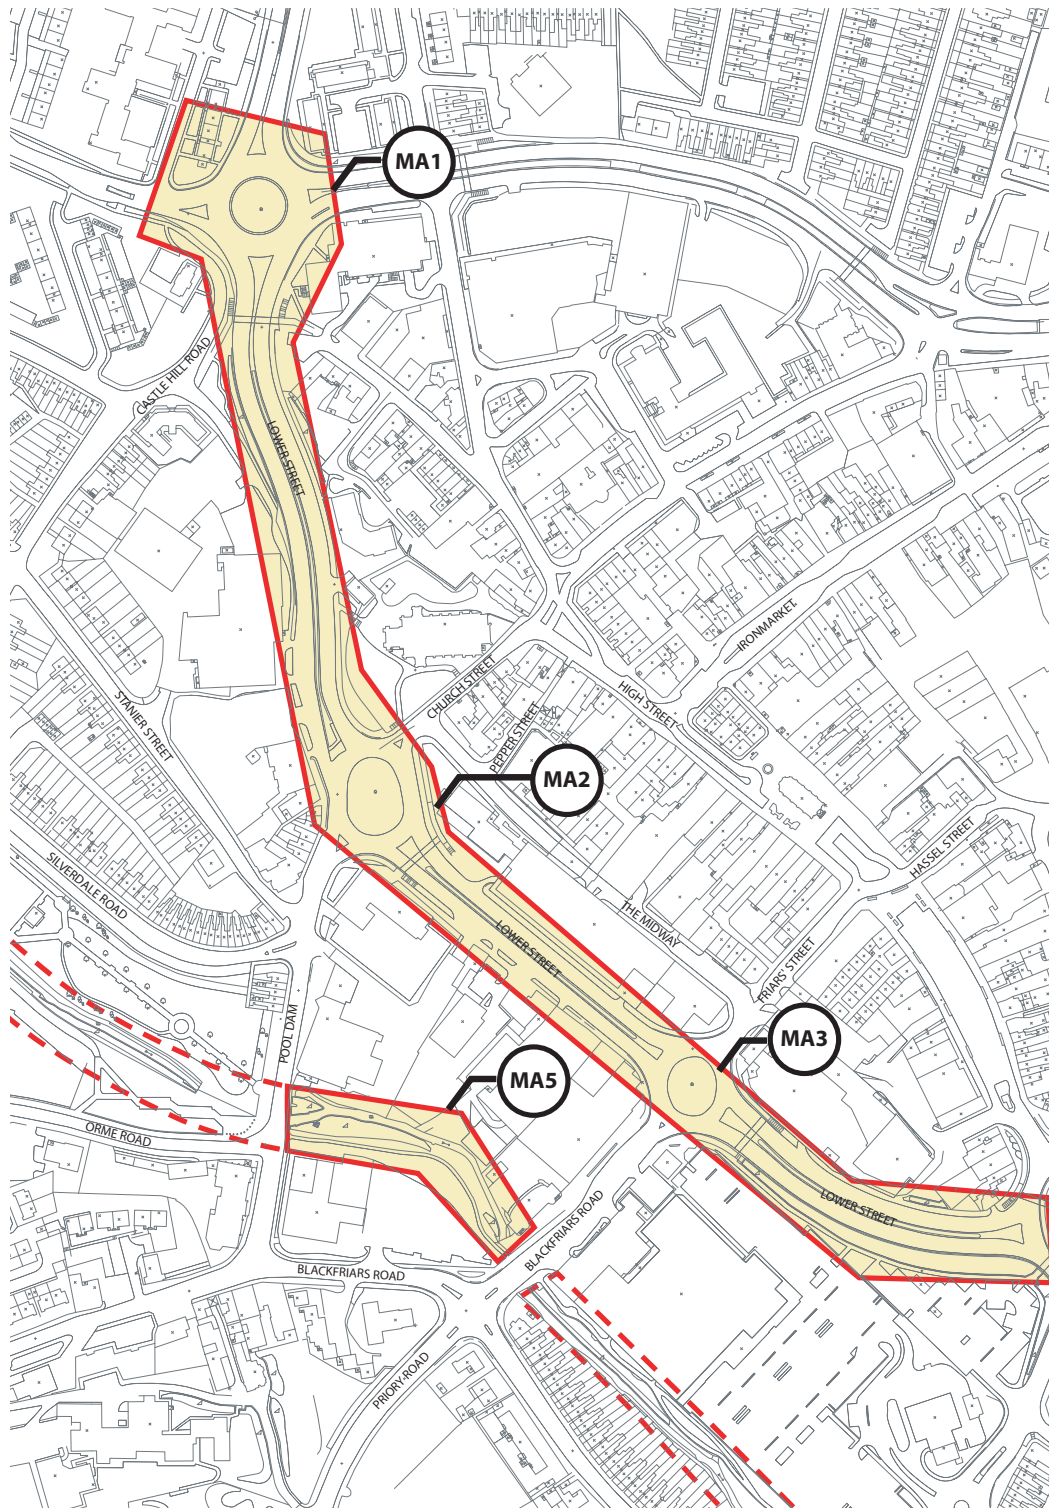 MA1
CASTLE HILL ROAD
LOWER STREET
IRONMARKET
CHURCH STREET
HIGH STREET
STANIER STREET
PEPPER STREET
MA2
HASSEL STREET
SILVERDALE ROAD
THE MIDWAY
LOWER STREET
FRIARS STREET
POOL DAM
MA3
MA5
ORME ROAD
LOWER STREET
BLACKFRIARS ROAD
BLACKFRIARS ROAD
PRIORY-ROAD